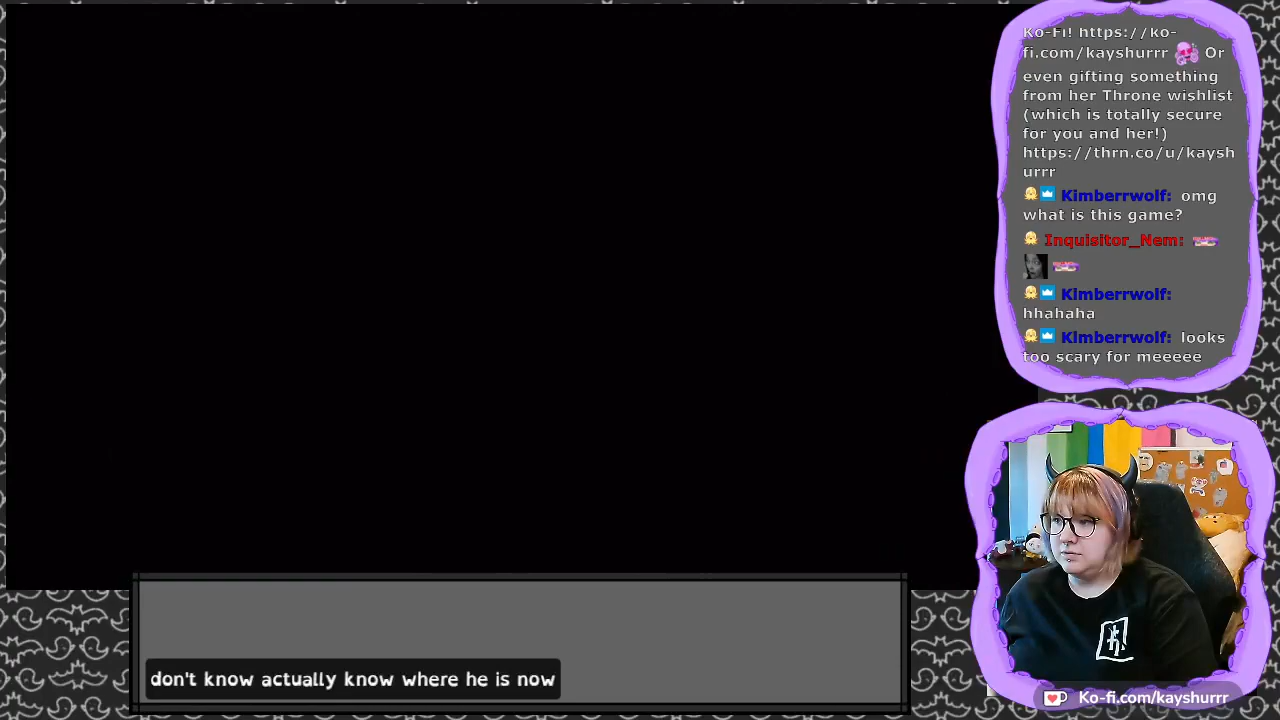 Ko-Fi! https://ko-
fi.com/kayshurrr Or
even gifting something
from her Throne wishlist
(which is totally secure
for you and her!)
https://thrn.co/u/kaysh
urrr
Kimberrwolf: omg
what is this game?
Inquisitor_Nem:
Kimberrwolf:
hhahaha
Kimberrwolf: looks
too scary for meeeee
don't know actually know where he is now
Ko-fi.com/kayshurrr